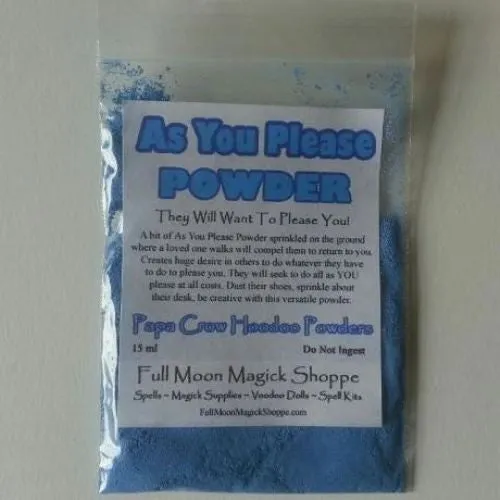 As You Please
POWDER
They Will Want To Please You!
A bit of As You Please Powder sprinkled on the ground
where a loved one walks will compel them to return to you.
Creates huge desire in others to do whatever they have
to do to please you. They will seek to do all as YOU
please at all costs. Dust their shoes, sprinkle about
their desk, be creative with this versatile powder.
Papa Crow Hoodoo Powders
15 ml Do Not Ingest
Full Moon Magick Shoppe
Spells ~ Magick Supplies ~ Voodoo Dolls ~ Spell Kits
FullMoonMagickShoppe.com